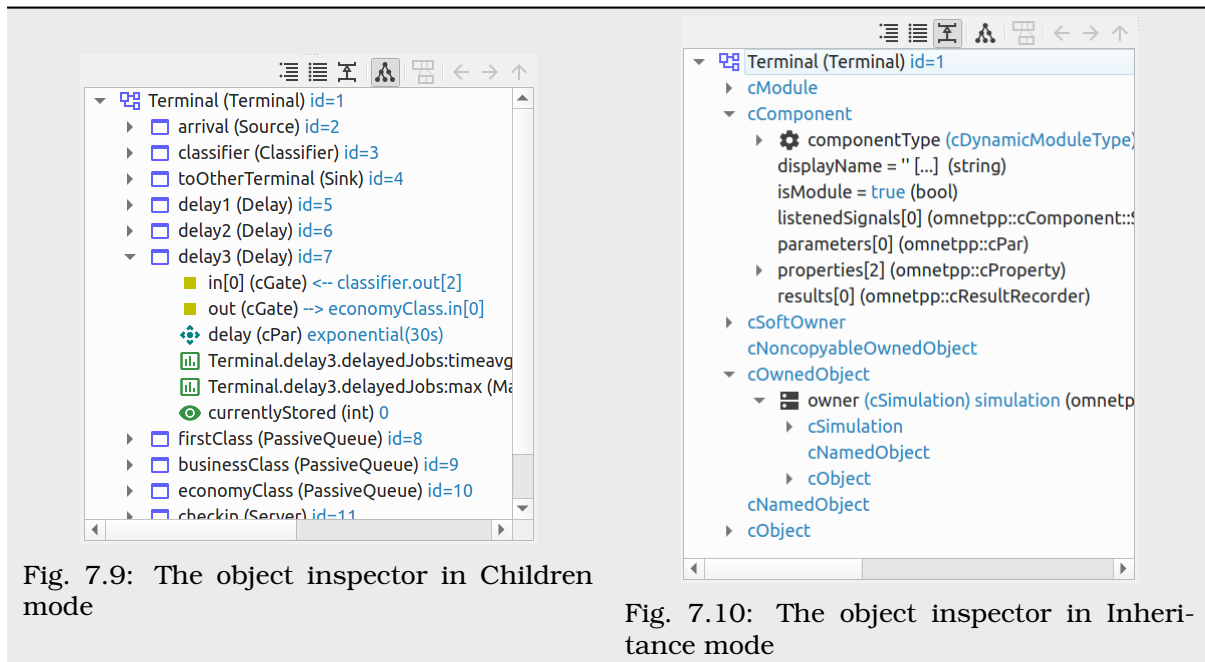 Terminal (Terminal) id=1
arrival (Source) id=2
classifier (Classifier) id=3
toOtherTerminal (Sink) id=4
delay1 (Delay) id=5
delay2 (Delay) id=6
delay3 (Delay) id=7
in[0] (cGate) <-- classifier.out[2]
out (cGate) --> economyClass.in[0]
delay (cPar) exponential(30s)
Terminal.delay3.delayedJobs:timeavg
Terminal.delay3.delayedJobs:max (Ma
currentlyStored (int) 0
firstClass (PassiveQueue) id=8
businessClass (PassiveQueue) id=9
economyClass (PassiveQueue) id=10
checkin (Server) id=11
Fig. 7.9: The object inspector in Children
mode
Terminal (Terminal) id=1
cModule
cComponent
componentType (cDynamicModuleType)
displayName = '' [...] (string)
isModule = true (bool)
listenedSignals[0] (omnetpp::cComponent::S
parameters[0] (omnetpp::cPar)
properties[2] (omnetpp::cProperty)
results[0] (omnetpp::cResultRecorder)
cSoftOwner
cNoncopyableOwnedObject
cOwnedObject
owner (cSimulation) simulation (omnetp
cSimulation
cNamedObject
cObject
cNamedObject
cObject
Fig. 7.10: The object inspector in Inheri-
tance mode